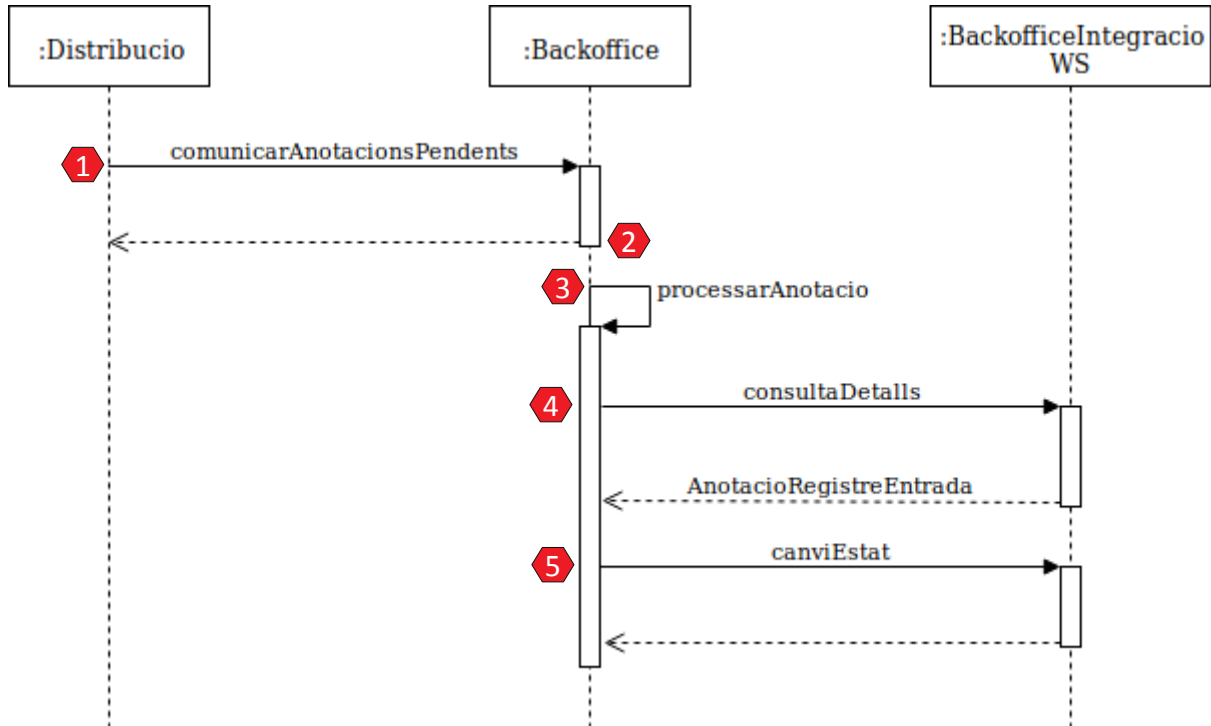 :Distribucio
:Backoffice
:BackofficeIntegracio
WS
comunicarAnotacionsPendents
1
2
3
processarAnotacio
consultaDetalls
4
AnotacioRegistreEntrada
canviEstat
5